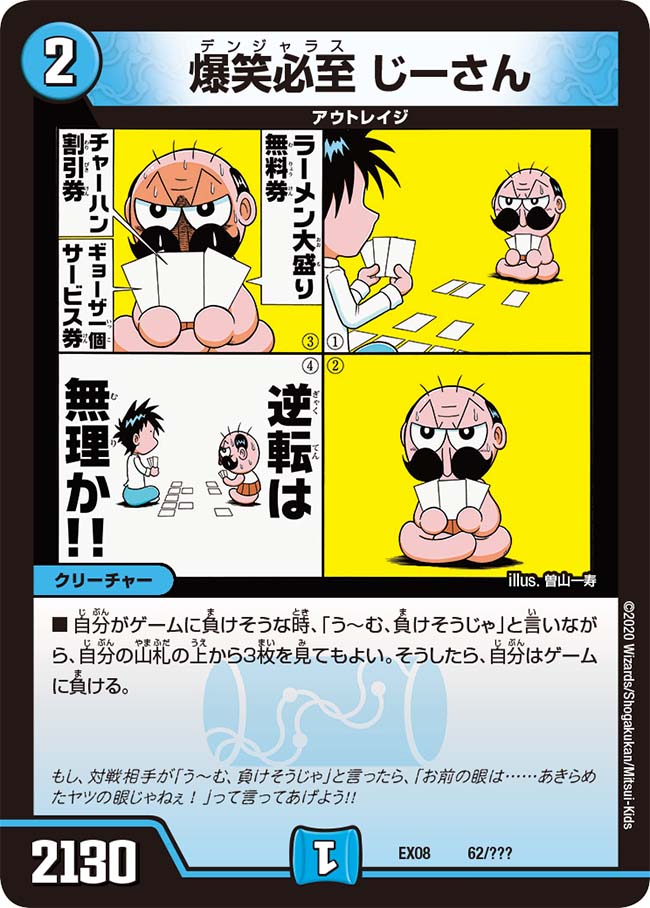 2
デンジャラス
爆笑必至 じーさん
アウトレイジ
①
②
ラーメン大盛り
無料券
チャーハン
割引券
ギョーザ一個
サービス券
③
逆転は
無理か!!
④
illus. 曽山一寿
クリーチャー
■ 自分がゲームに負けそうな時、「う〜む、負けそうじゃ」と言いなが
ら、自分の山札の上から3枚を見てもよい。そうしたら、自分はゲーム
に負ける。
もし、対戦相手が「う〜む、負けそうじゃ」と言ったら、「お前の眼は……あきらめ
たヤツの眼じゃねぇ！」って言ってあげよう!!
©2020 Wizards/Shogakukan/Mitsui-Kids
2130
1
EX08 62/???